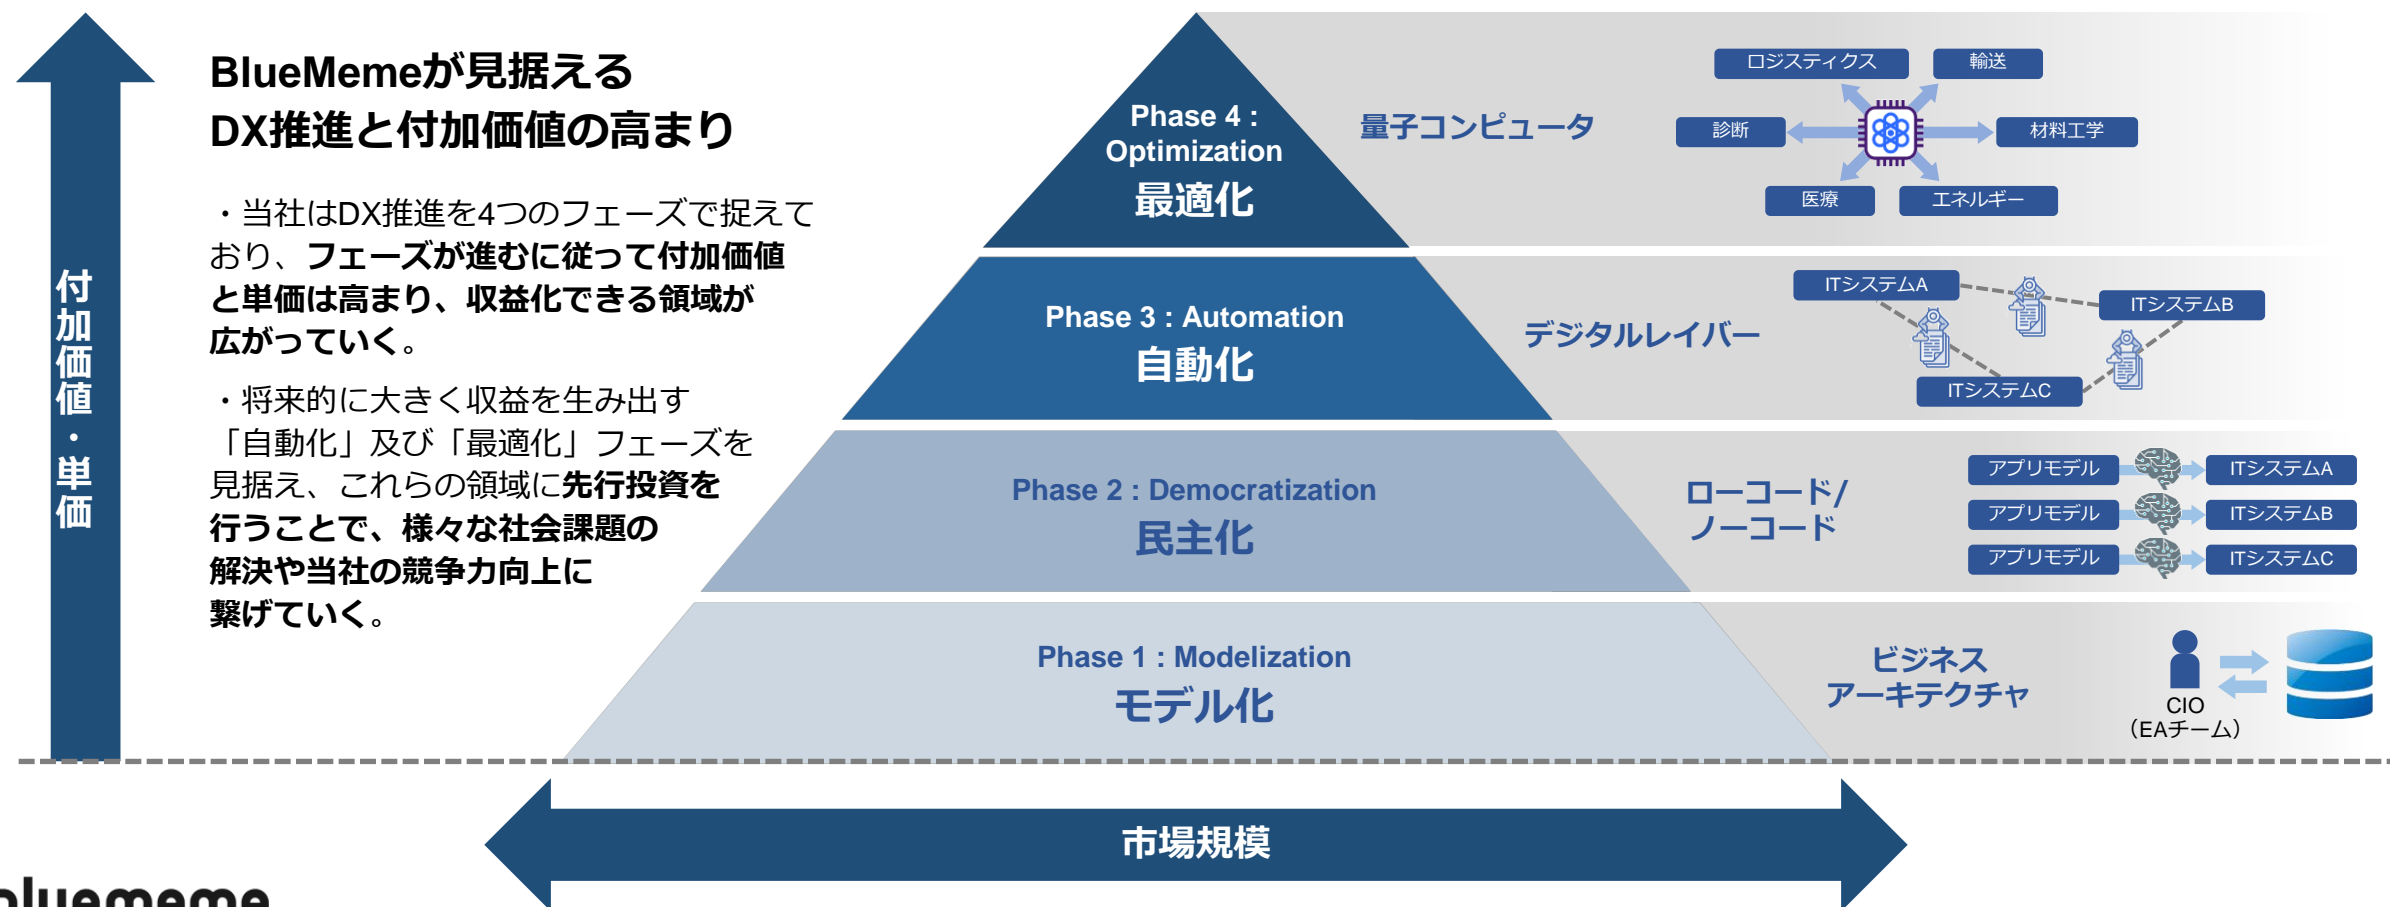 BlueMemeが見据える
DX推進と付加価値の高まり
・当社はDX推進を4つのフェーズで捉えて
おり、フェーズが進むに従って付加価値
と単価は高まり、収益化できる領域が
広がっていく。
・将来的に大きく収益を生み出す
「自動化」及び「最適化」フェーズを
見据え、これらの領域に先行投資を
行うことで、様々な社会課題の
解決や当社の競争力向上に
繋げていく。
付加価値・単価
Phase 4 :
Optimization
最適化
量子コンピュータ
ロジスティクス
輸送
診断
材料工学
医療
エネルギー
Phase 3 : Automation
自動化
デジタルレイバー
ITシステムA
ITシステムB
ITシステムC
Phase 2 : Democratization
民主化
ローコード/
ノーコード
アプリモデル
ITシステムA
アプリモデル
ITシステムB
アプリモデル
ITシステムC
Phase 1 : Modelization
モデル化
ビジネス
アーキテクチャ
CIO
（EAチーム）
市場規模
bluememe